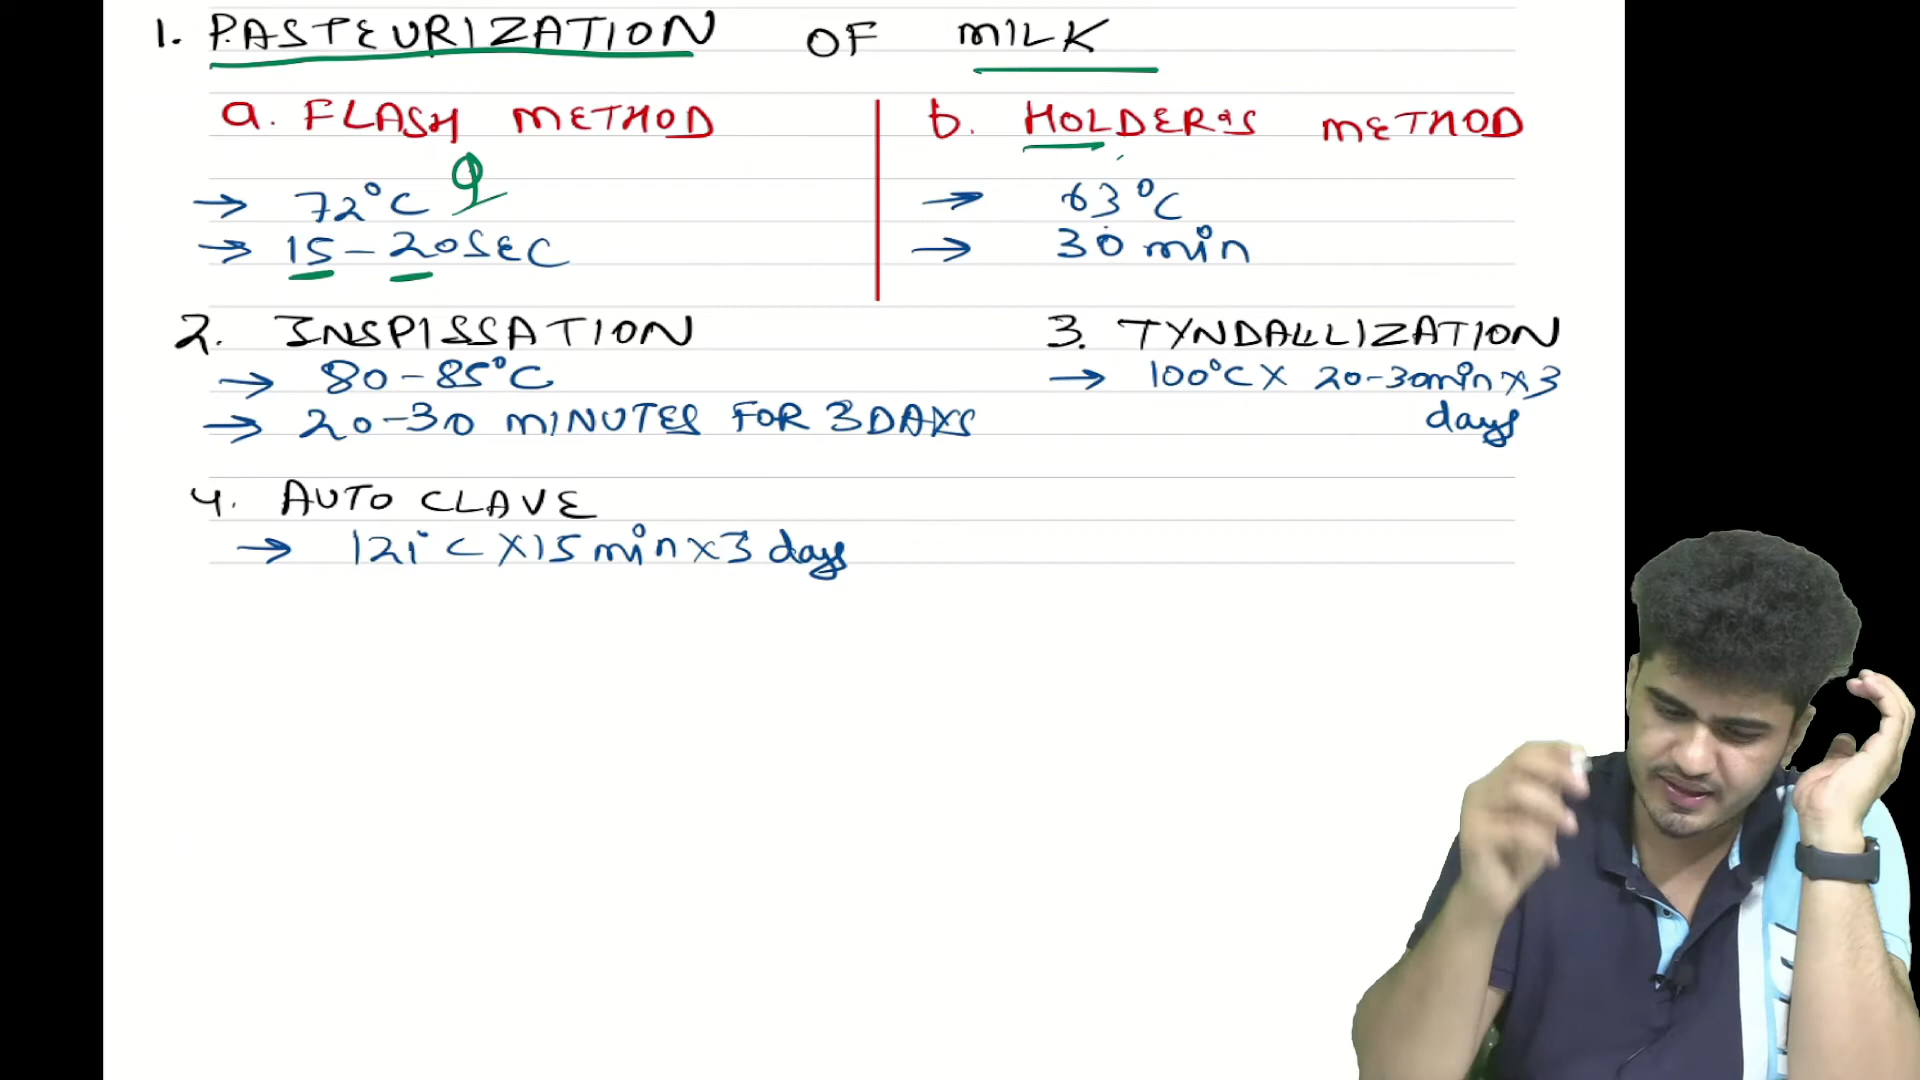 1. PASTEURIZATION OF MILK
a. FLASH METHOD
→ 72°C
→ 15-20SEC
b. HOLDER'S METHOD
→ 63°C
→ 30 min
2. INSPISSATION
→ 80-85°C
→ 20-30 MINUTES FOR 3DAYS
3. TYNDALLIZATION
→ 100°C X 20-30min x 3
days
4. AUTO CLAVE
→ 121°C X 15 min x 3 days